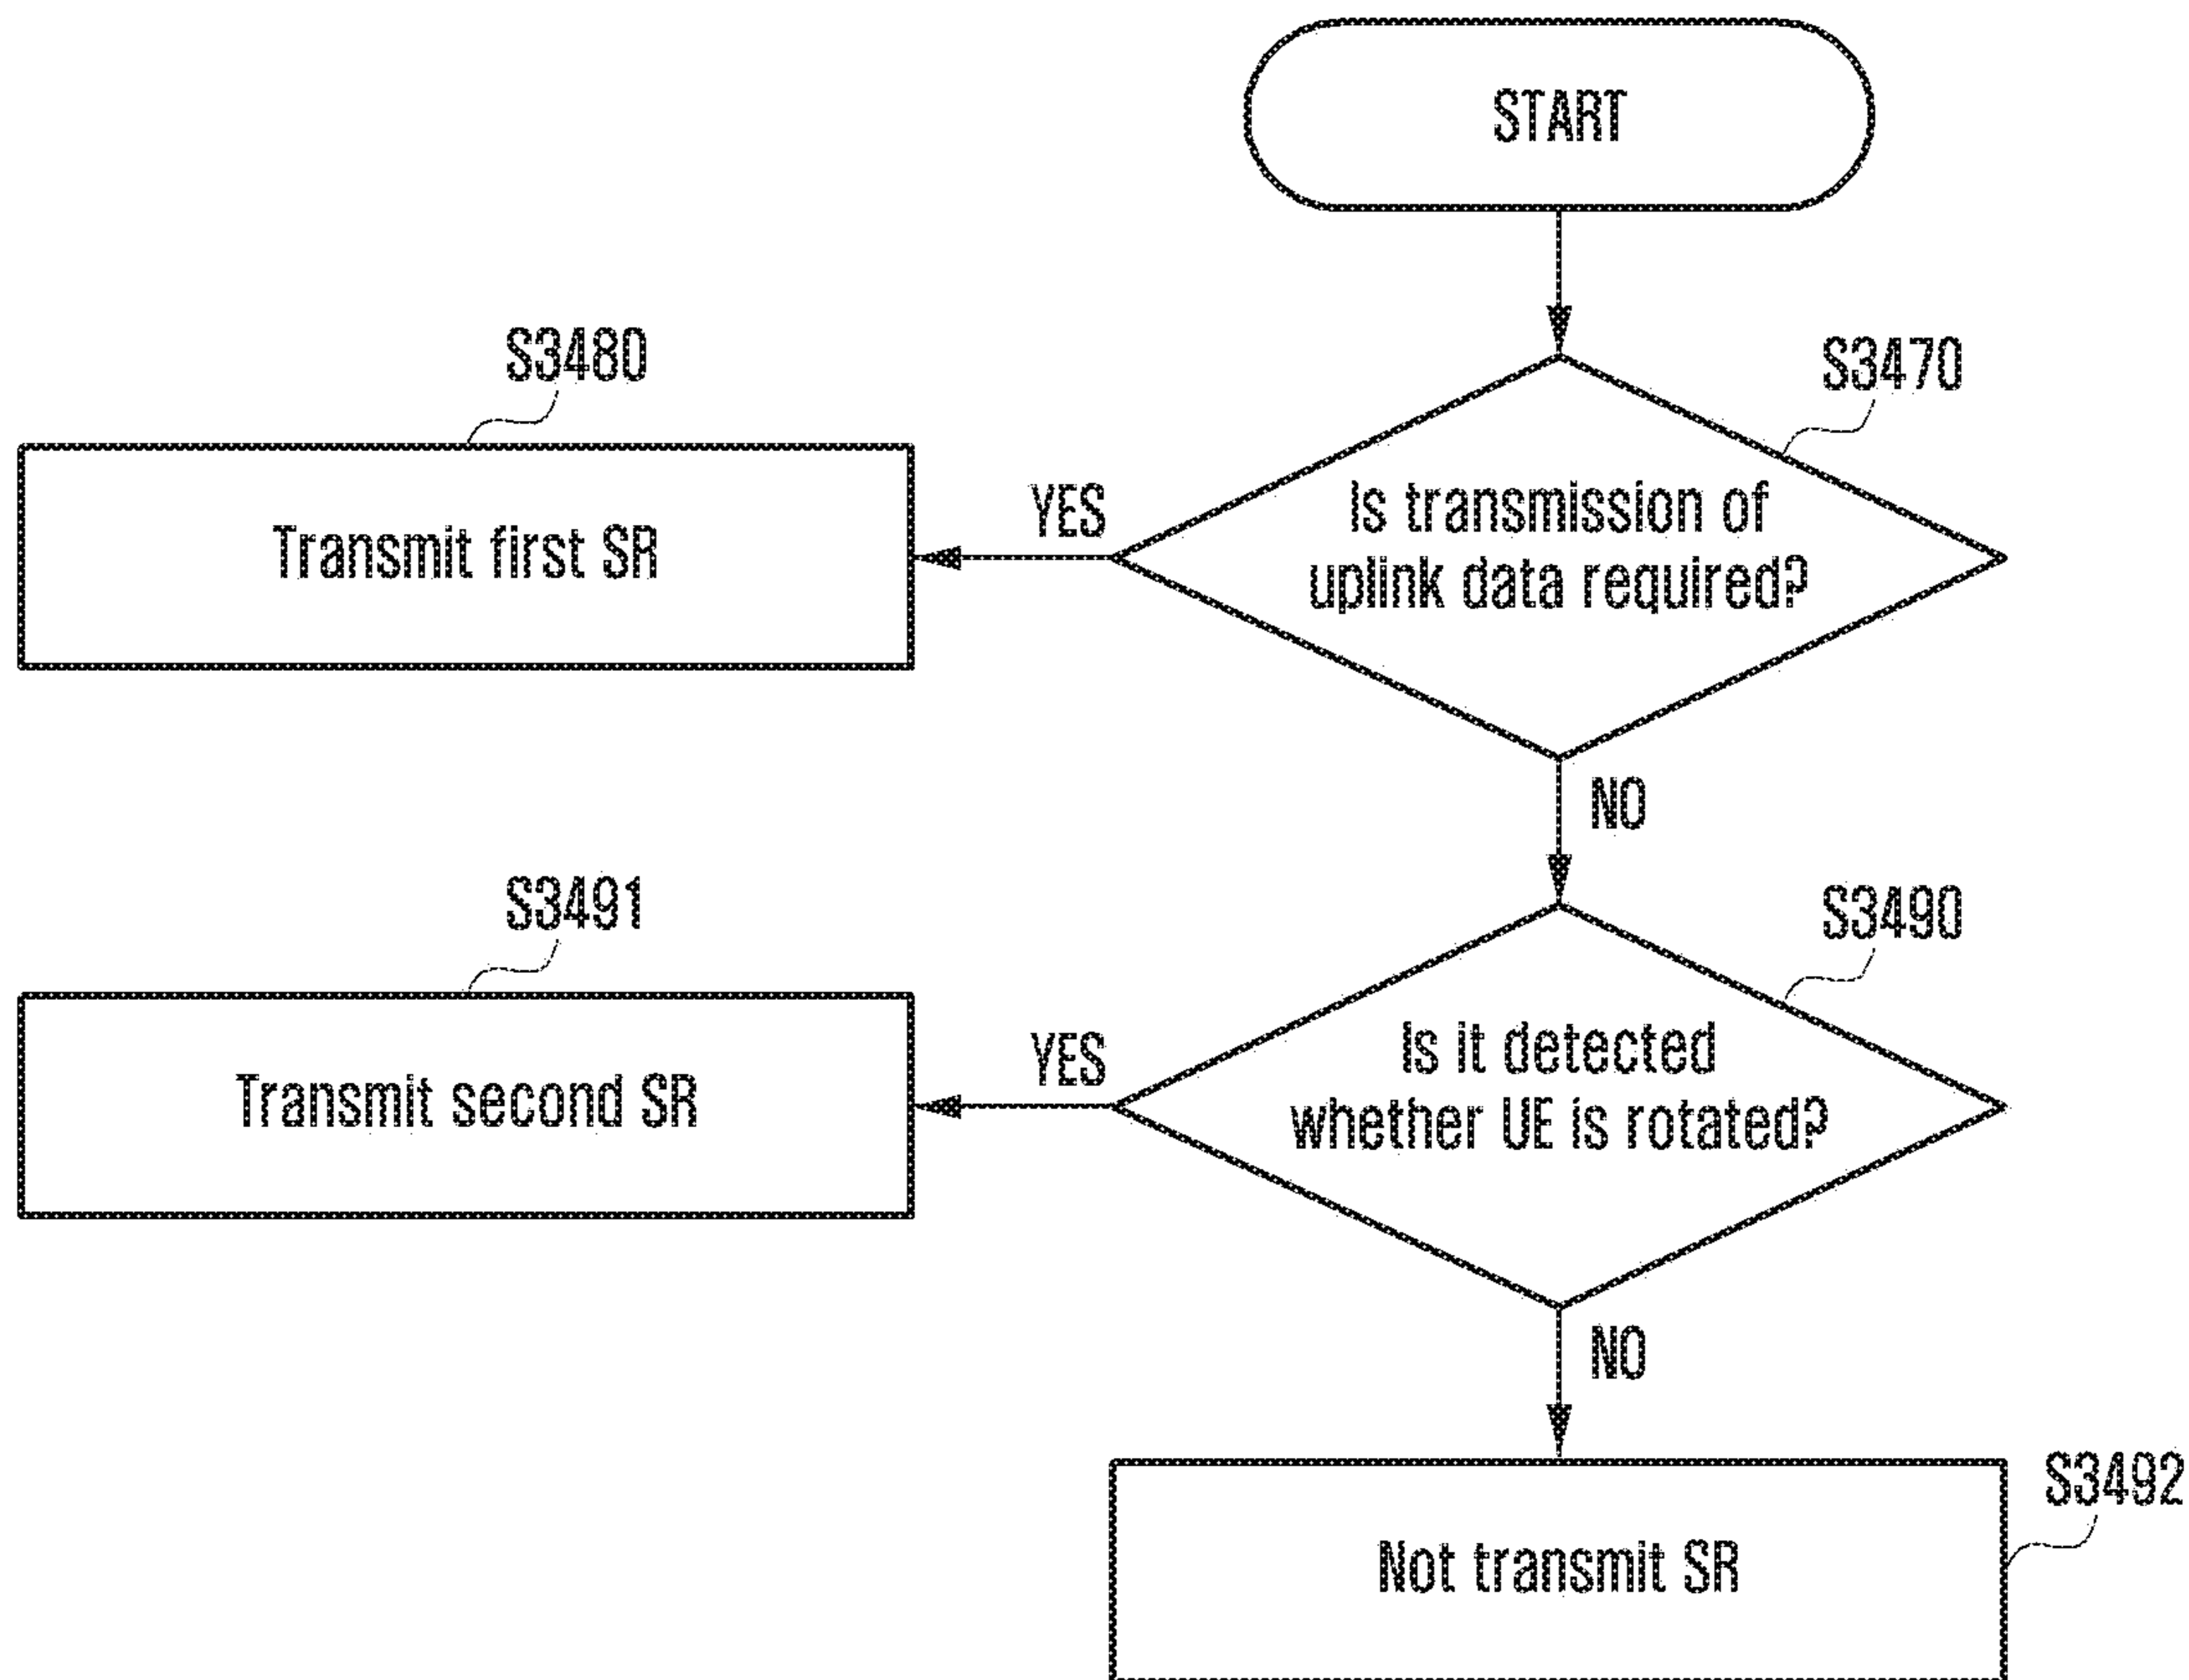 START
S3470
Is transmission of
uplink data required?
YES
S3480
Transmit first SR
NO
S3490
Is it detected
whether UE is rotated?
YES
S3491
Transmit second SR
NO
S3492
Not transmit SR